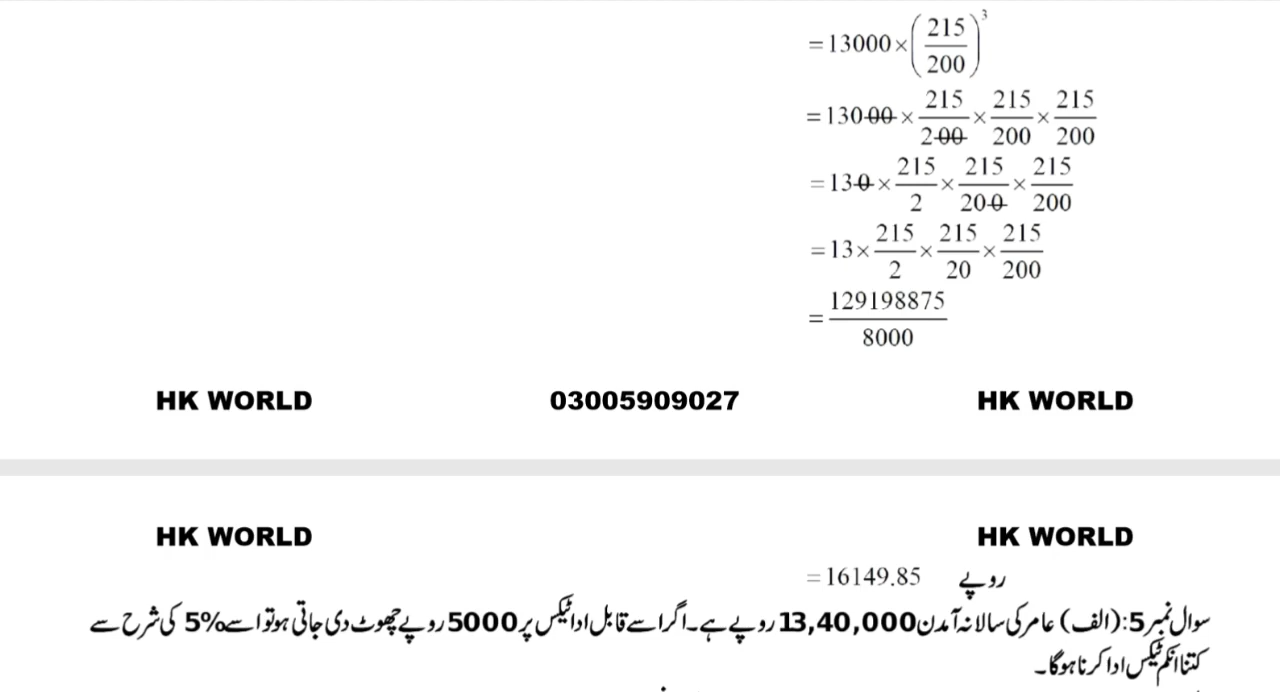 = 13000 × (215/200)³
= 13000 × 215/200 × 215/200 × 215/200
= 130 × 215/2 × 215/200 × 215/200
= 13 × 215/2 × 215/20 × 215/200
= 129198875/8000
HK WORLD 03005909027 HK WORLD
HK WORLD HK WORLD
= 16149.85 روپے
سوال نمبر 5: (الف) عامر کی سالانہ آمدن 13,40,000 روپے ہے۔ اگر اسے قابل ادا ٹیکس پر 5000 روپے چھوٹ دی جاتی ہو تو اسے 5% کی شرح سے
کتنا انکم ٹیکس ادا کرنا ہوگا۔